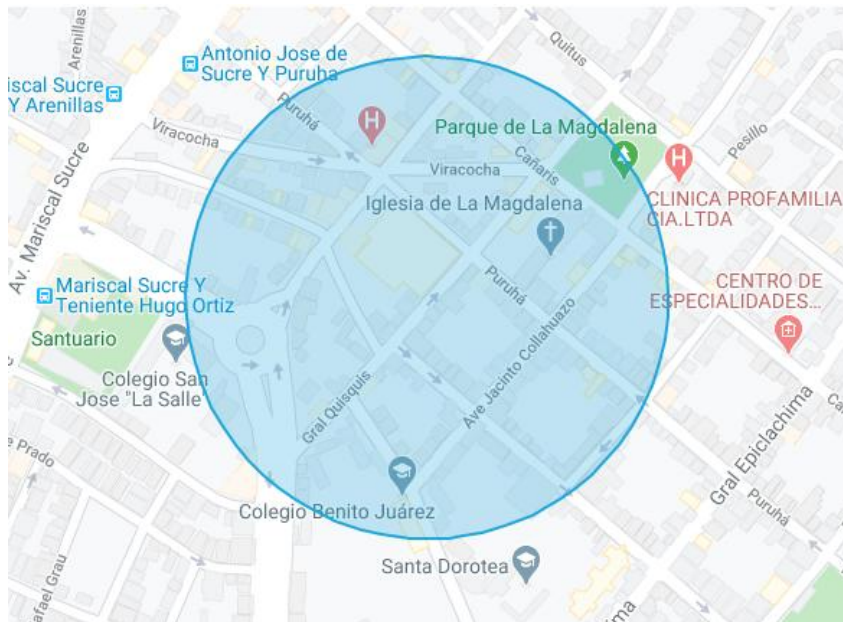 Arenillas
Quitus
Antonio Jose de
Sucre Y Puruha
iscal Sucre
Y Arenillas
Puruhá
Viracocha
Parque de La Magdalena
Pesillo
Cañaris
Viracocha
CLINICA PROFAMILIA
CIA.LTDA
Iglesia de La Magdalena
Av. Mariscal Sucre
Puruhá
Mariscal Sucre Y
Teniente Hugo Ortiz
CENTRO DE
ESPECIALIDADES...
Santuario
Ave Jacinto Collahuazo
Colegio San
Jose "La Salle"
Gral Quisquis
Gral Epiclachima
Ca
e Prado
Puruhá
Colegio Benito Juárez
Santa Dorotea
afael Grau
ima